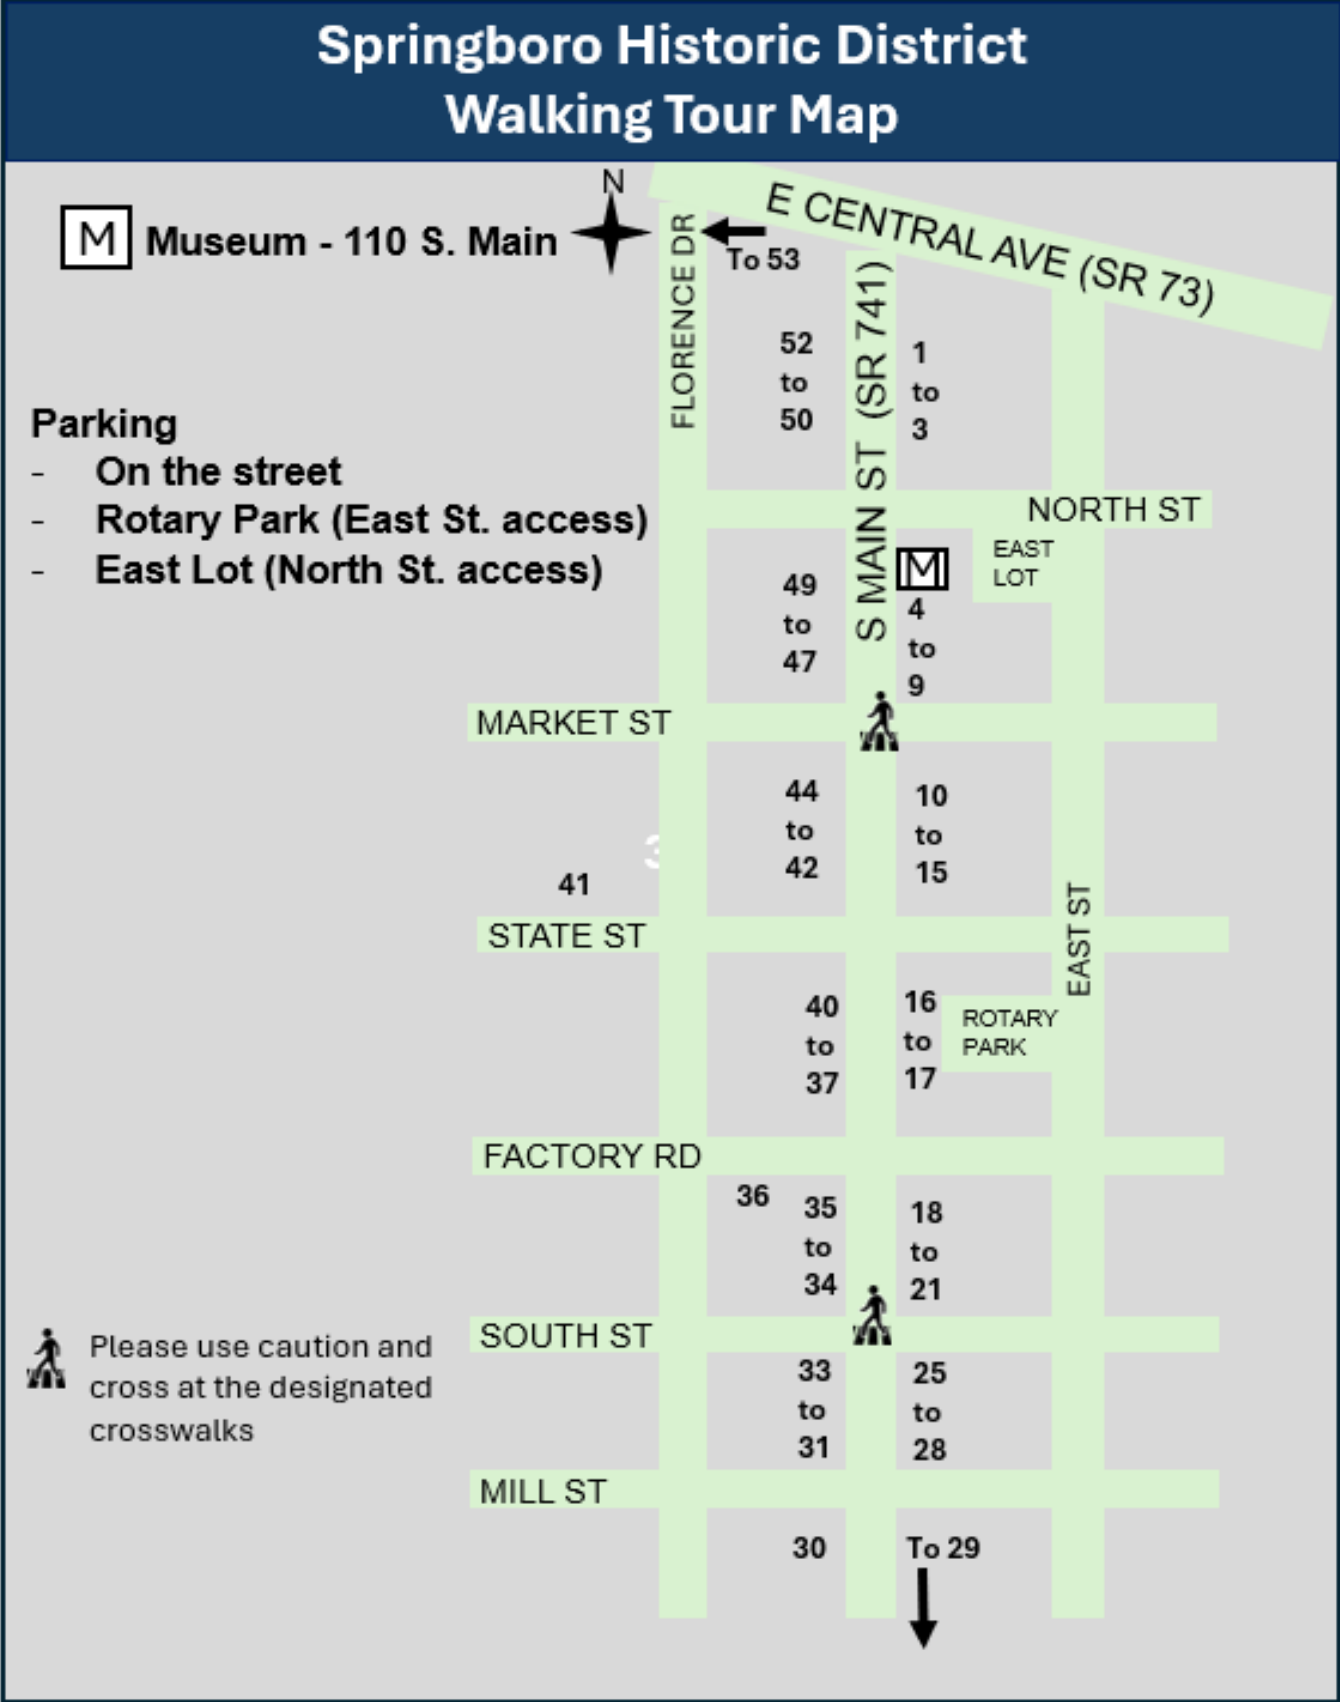 Springboro Historic District
Walking Tour Map
N
M Museum - 110 S. Main
E CENTRAL AVE (SR 73)
FLORENCE DR
To 53
S MAIN ST (SR 741)
52
to
50
1
to
3
Parking
- On the street
- Rotary Park (East St. access)
- East Lot (North St. access)
NORTH ST
EAST
LOT
M
49
to
47
4
to
9
MARKET ST
44
to
42
10
to
15
3
41
STATE ST
EAST ST
40
to
37
16
to
17
ROTARY
PARK
FACTORY RD
36
35
to
34
18
to
21
SOUTH ST
Please use caution and
cross at the designated
crosswalks
33
to
31
25
to
28
MILL ST
30
To 29